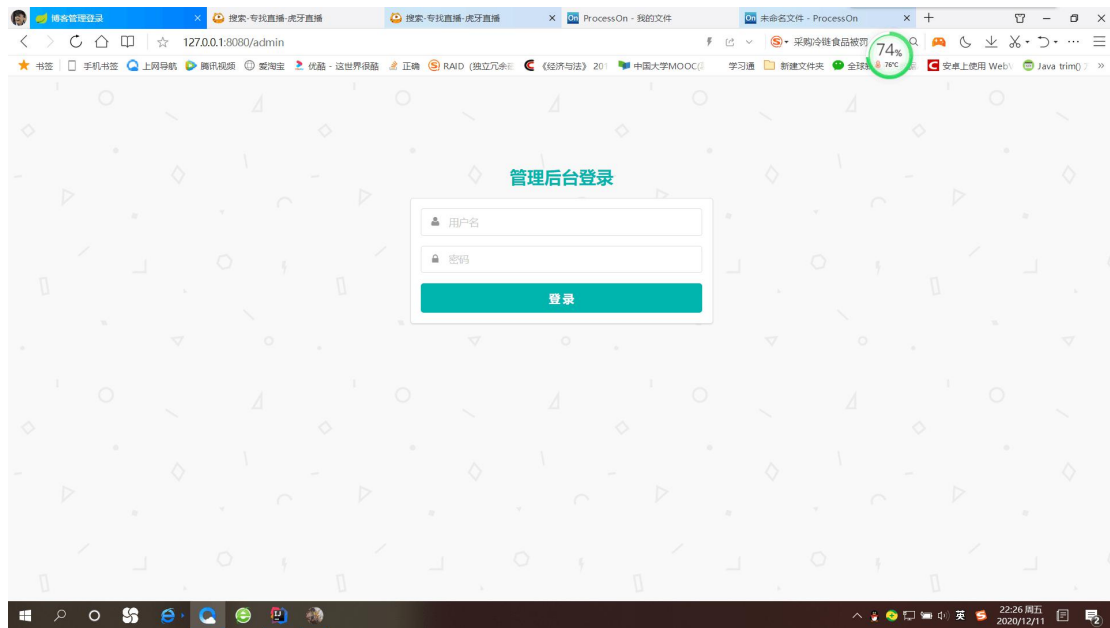 博客管理登录
搜索-专找直播-虎牙直播
搜索-专找直播-虎牙直播
On ProcessOn - 我的文件
On 未命名文件 - ProcessOn
127.0.0.1:8080/admin
采购冷链食品被罚
74%
76°C
书签
手机书签
上网导航
腾讯视频
爱淘宝
优酷 - 这世界很酷
正确
RAID (独立冗余
《经济与法》 201
中国大学MOOC(
学习通
新建文件夹
安卓上使用 Web
Java trim()
管理后台登录
用户名
密码
登录
英
22:26 周五
2020/12/11
2